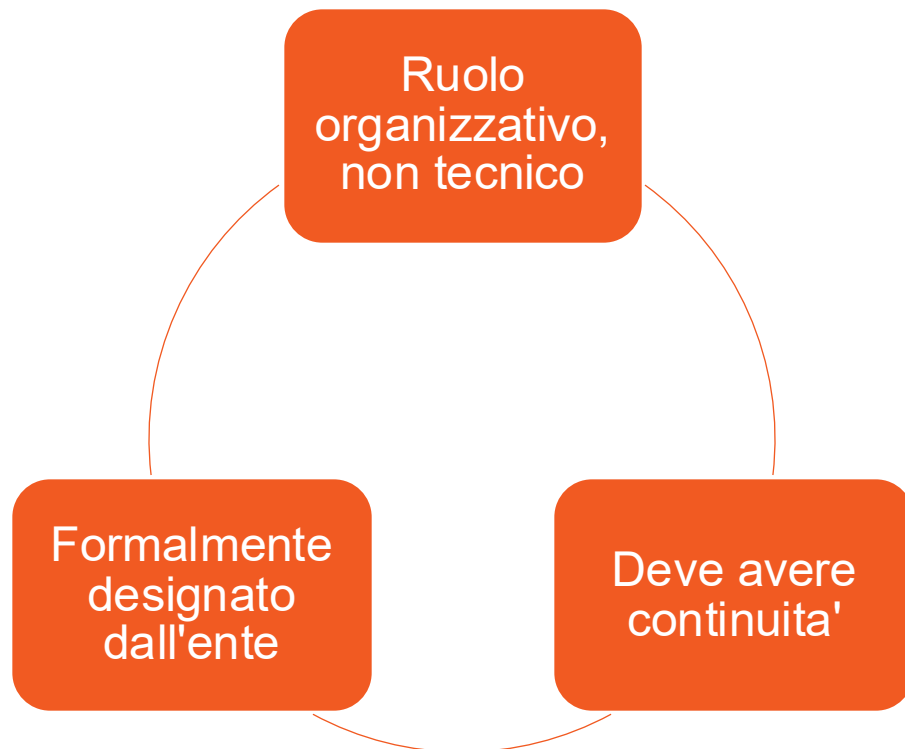 Ruolo
organizzativo,
non tecnico
Formalmente
designato
dall'ente
Deve avere
continuita'